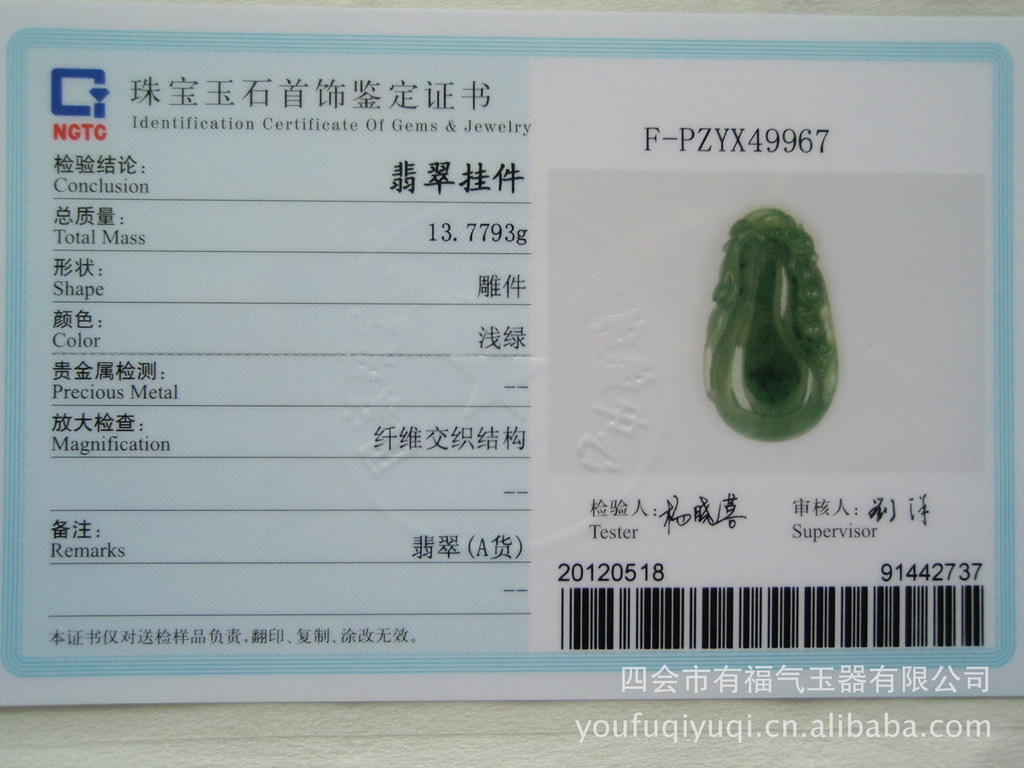 NGTC
珠宝玉石首饰鉴定证书
Identification Certificate Of Gems & Jewelry
检验结论:
Conclusion
翡翠挂件
总质量:
Total Mass
13.7793g
形状:
Shape
雕件
颜色:
Color
浅绿
贵金属检测:
Precious Metal
--
放大检查:
Magnification
纤维交织结构
--
备注:
Remarks
翡翠(A货)
--
本证书仅对送检样品负责,翻印、复制、涂改无效。
F-PZYX49967
检验人:
Tester
审核人:
Supervisor
20120518
91442737
四会市有福气玉器有限公司
youfuqiyuqi.cn.alibaba.com